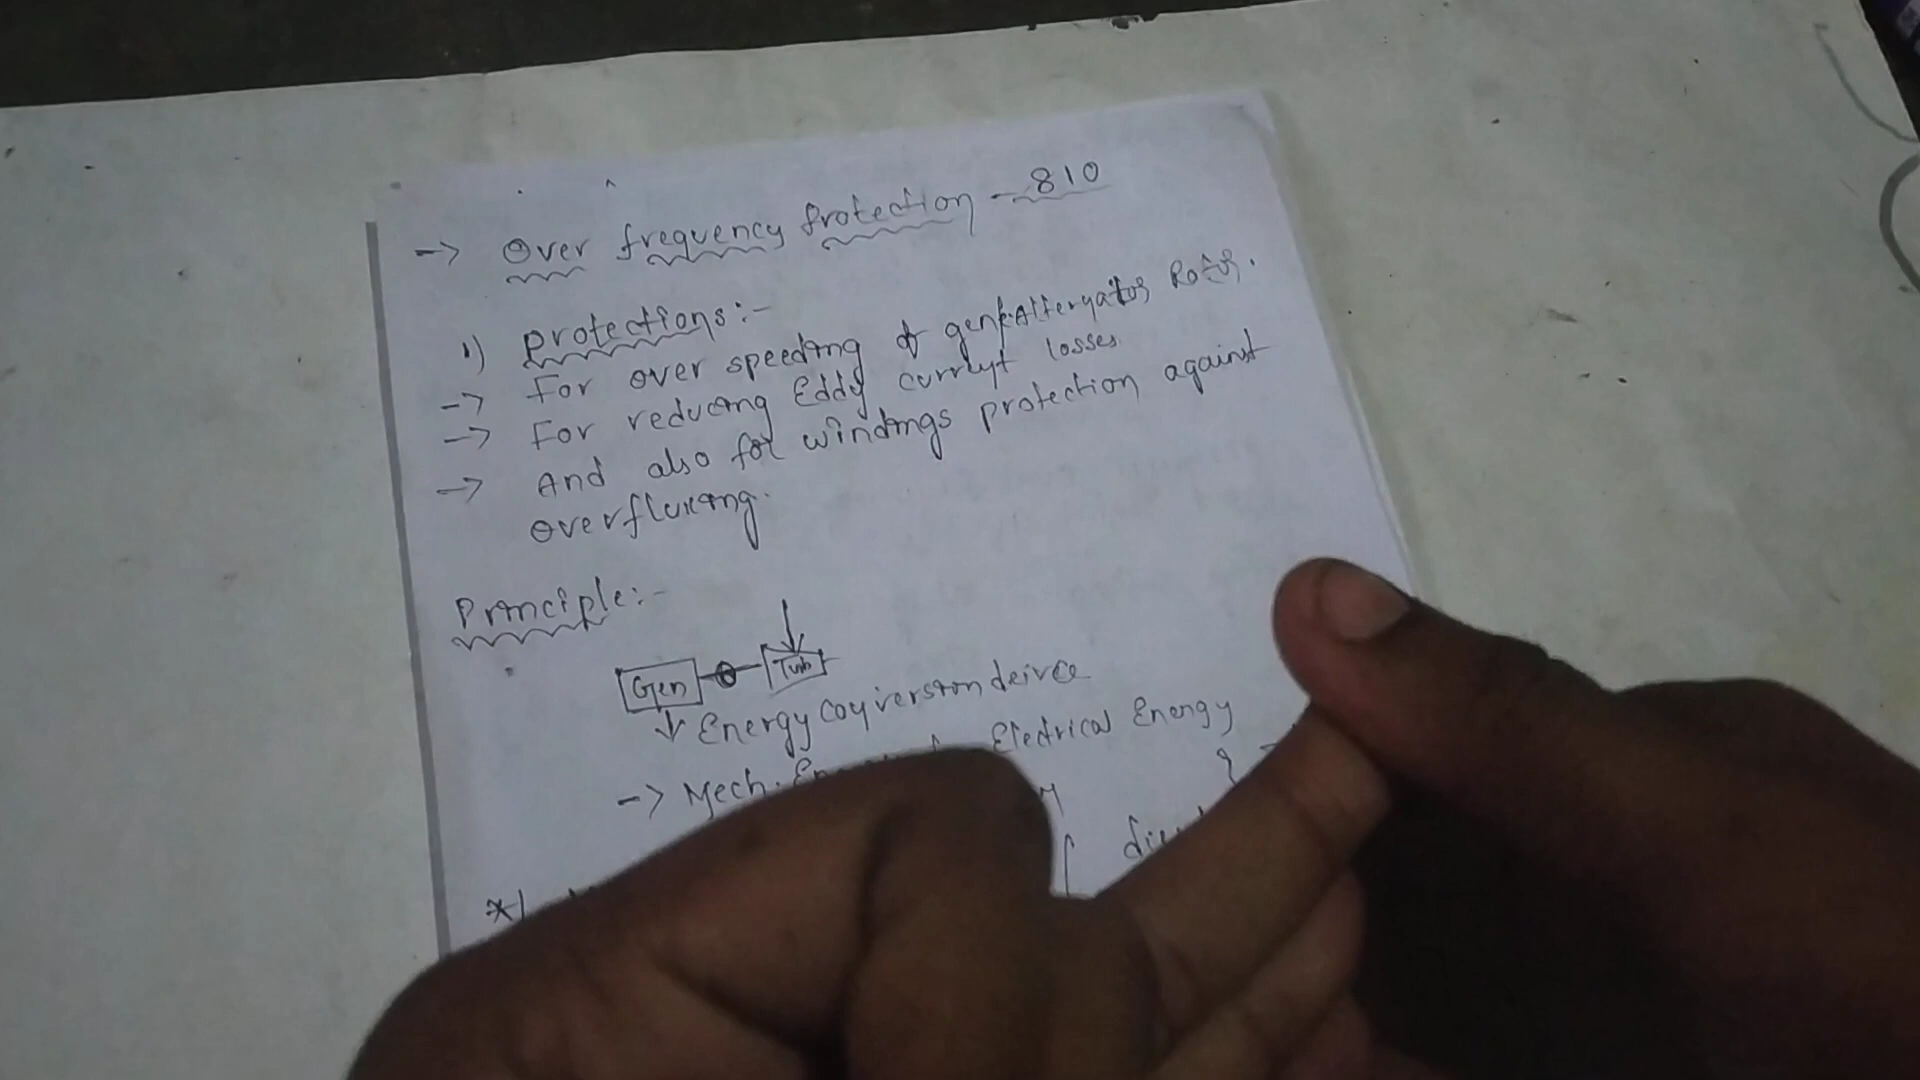 -> Over frequency Protection - 810
1) Protections:-
-> For over speeding of gen/Alternator Rotor.
-> For reducing Eddy current losses.
-> And also for windings protection against
overfluxing.
Principle:-
Gen Turb
Energy conversion deivce
-> Mech. Electrical Energy